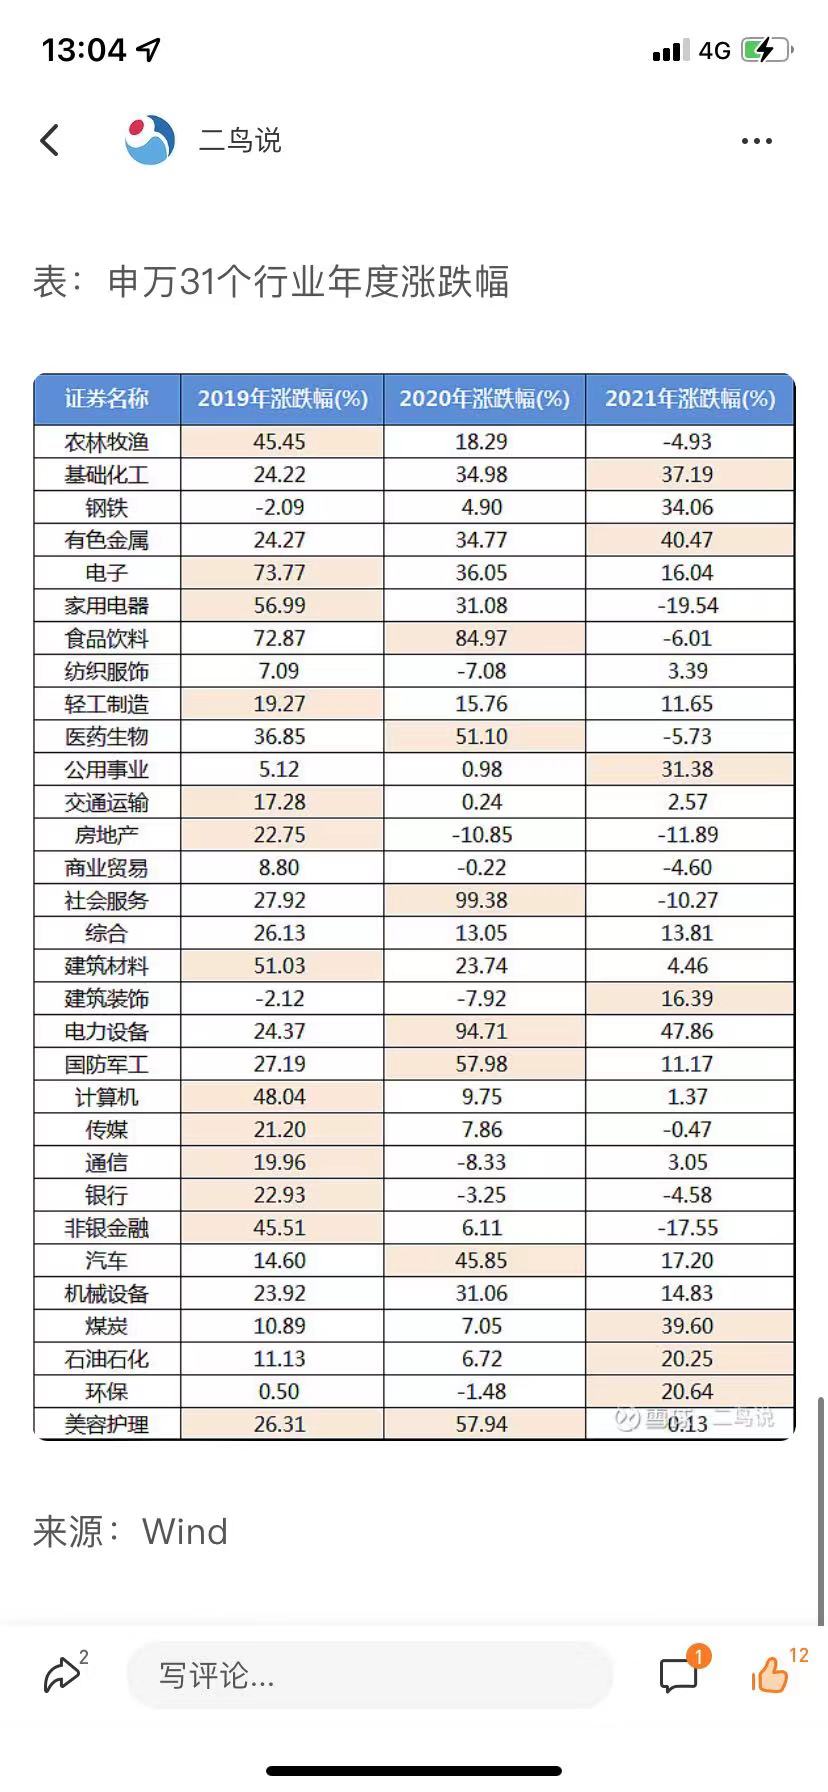 13:04
4G
二鸟说
表：申万31个行业年度涨跌幅
证券名称 2019年涨跌幅(%) 2020年涨跌幅(%) 2021年涨跌幅(%)
农林牧渔 45.45 18.29 -4.93
基础化工 24.22 34.98 37.19
钢铁 -2.09 4.90 34.06
有色金属 24.27 34.77 40.47
电子 73.77 36.05 16.04
家用电器 56.99 31.08 -19.54
食品饮料 72.87 84.97 -6.01
纺织服饰 7.09 -7.08 3.39
轻工制造 19.27 15.76 11.65
医药生物 36.85 51.10 -5.73
公用事业 5.12 0.98 31.38
交通运输 17.28 0.24 2.57
房地产 22.75 -10.85 -11.89
商业贸易 8.80 -0.22 -4.60
社会服务 27.92 99.38 -10.27
综合 26.13 13.05 13.81
建筑材料 51.03 23.74 4.46
建筑装饰 -2.12 -7.92 16.39
电力设备 24.37 94.71 47.86
国防军工 27.19 57.98 11.17
计算机 48.04 9.75 1.37
传媒 21.20 7.86 -0.47
通信 19.96 -8.33 3.05
银行 22.93 -3.25 -4.58
非银金融 45.51 6.11 -17.55
汽车 14.60 45.85 17.20
机械设备 23.92 31.06 14.83
煤炭 10.89 7.05 39.60
石油石化 11.13 6.72 20.25
环保 0.50 -1.48 20.64
美容护理 26.31 57.94 0.13
雪球：二鸟说
来源：Wind
2
写评论...
1
12